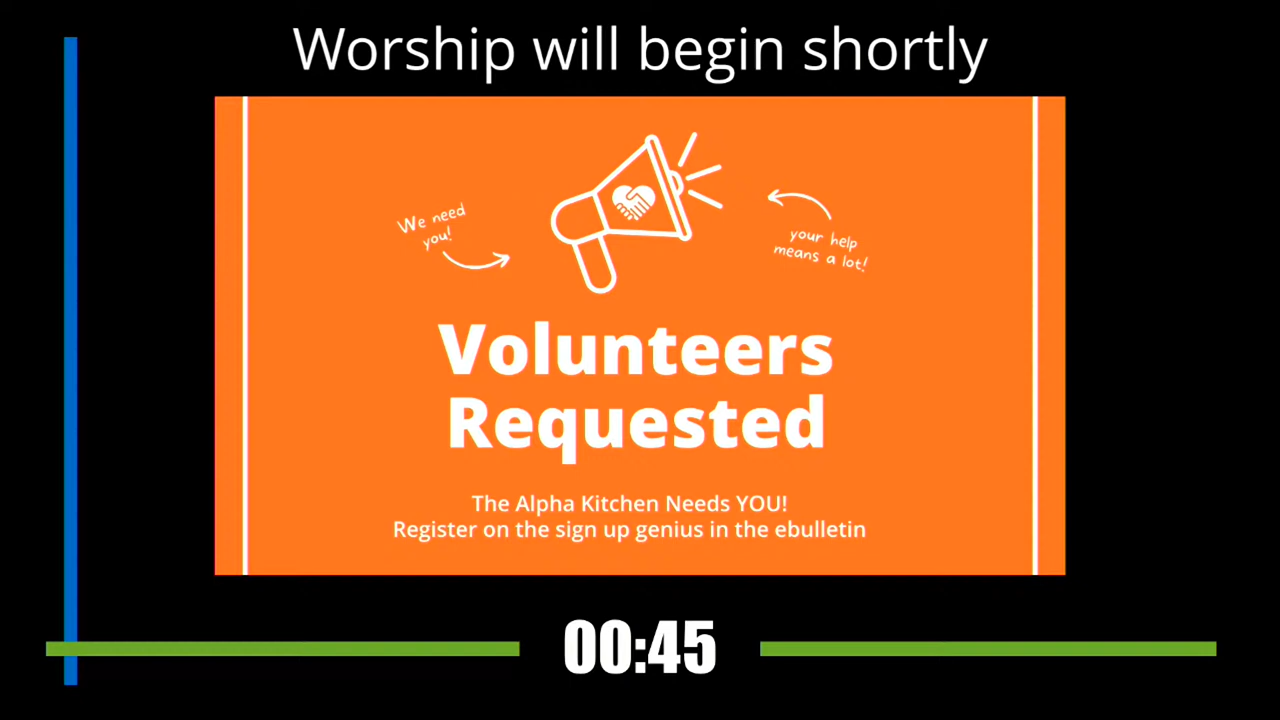 Worship will begin shortly
We need
you!
your help
means a lot!
Volunteers
Requested
The Alpha Kitchen Needs YOU!
Register on the sign up genius in the ebulletin
00:45